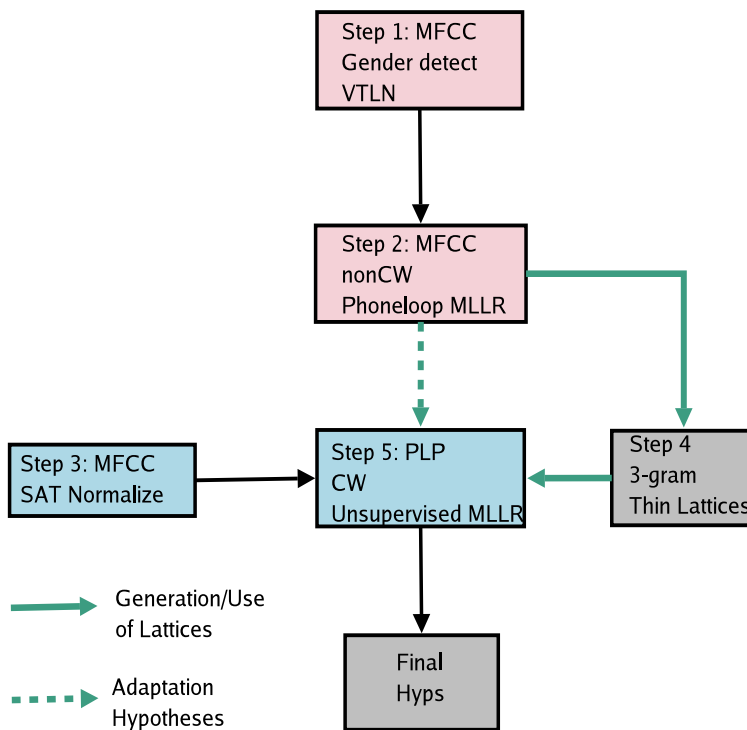 Step 1: MFCC
Gender detect
VTLN
Step 2: MFCC
nonCW
Phoneloop MLLR
Step 3: MFCC
SAT Normalize
Step 5: PLP
CW
Unsupervised MLLR
Step 4
3-gram
Thin Lattices
Generation/Use
of Lattices
Final
Hyps
Adaptation
Hypotheses